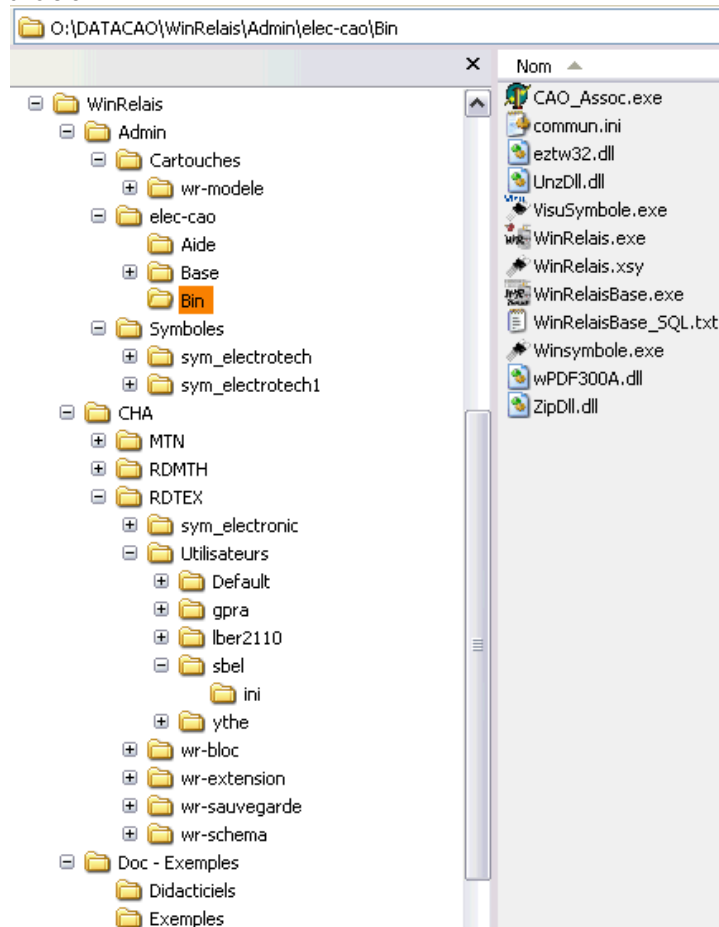 O:\DATACAO\WinRelais\Admin\elec-cao\Bin
WinRelais
Admin
Cartouches
wr-modele
elec-cao
Aide
Base
Bin
Symboles
sym_electrotech
sym_electrotech1
CHA
MTN
RDMTH
RDTEX
sym_electronic
Utilisateurs
Default
gpra
lber2110
sbel
ini
ythe
wr-bloc
wr-extension
wr-sauvegarde
wr-schema
Doc - Exemples
Didacticiels
Exemples
Nom
CAO_Assoc.exe
commun.ini
eztw32.dll
UnzDll.dll
VisuSymbole.exe
WinRelais.exe
WinRelais.xsy
WinRelaisBase.exe
WinRelaisBase_SQL.txt
Winsymbole.exe
wPDF300A.dll
ZipDll.dll